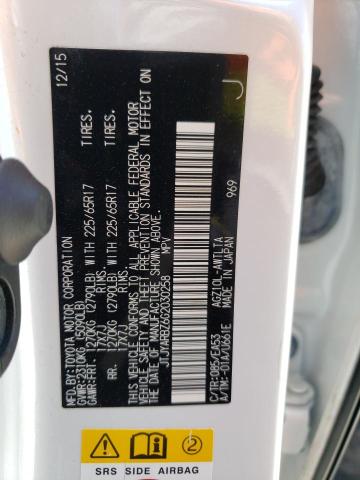 MFD.BY:TOYOTA MOTOR CORPORATION 12/15
GVWR:2310KG (5090LB)
GAWR:FRT. 1270KG (2790LB) WITH 225/65R17 TIRES.
17X7J RIMS.
RR. 1270KG (2790LB) WITH 225/65R17 TIRES.
17X7J RIMS.
THIS VEHICLE CONFORMS TO ALL APPLICABLE FEDERAL MOTOR
VEHICLE SAFETY AND THEFT PREVENTION STANDARDS IN EFFECT ON
THE DATE OF MANUFACTURE SHOWN ABOVE.
MPV
C/TR:085/EA53 AGZ10L-AWTLTA 969
A/TM:-01A/U661E MADE IN JAPAN
J
SRS SIDE AIRBAG